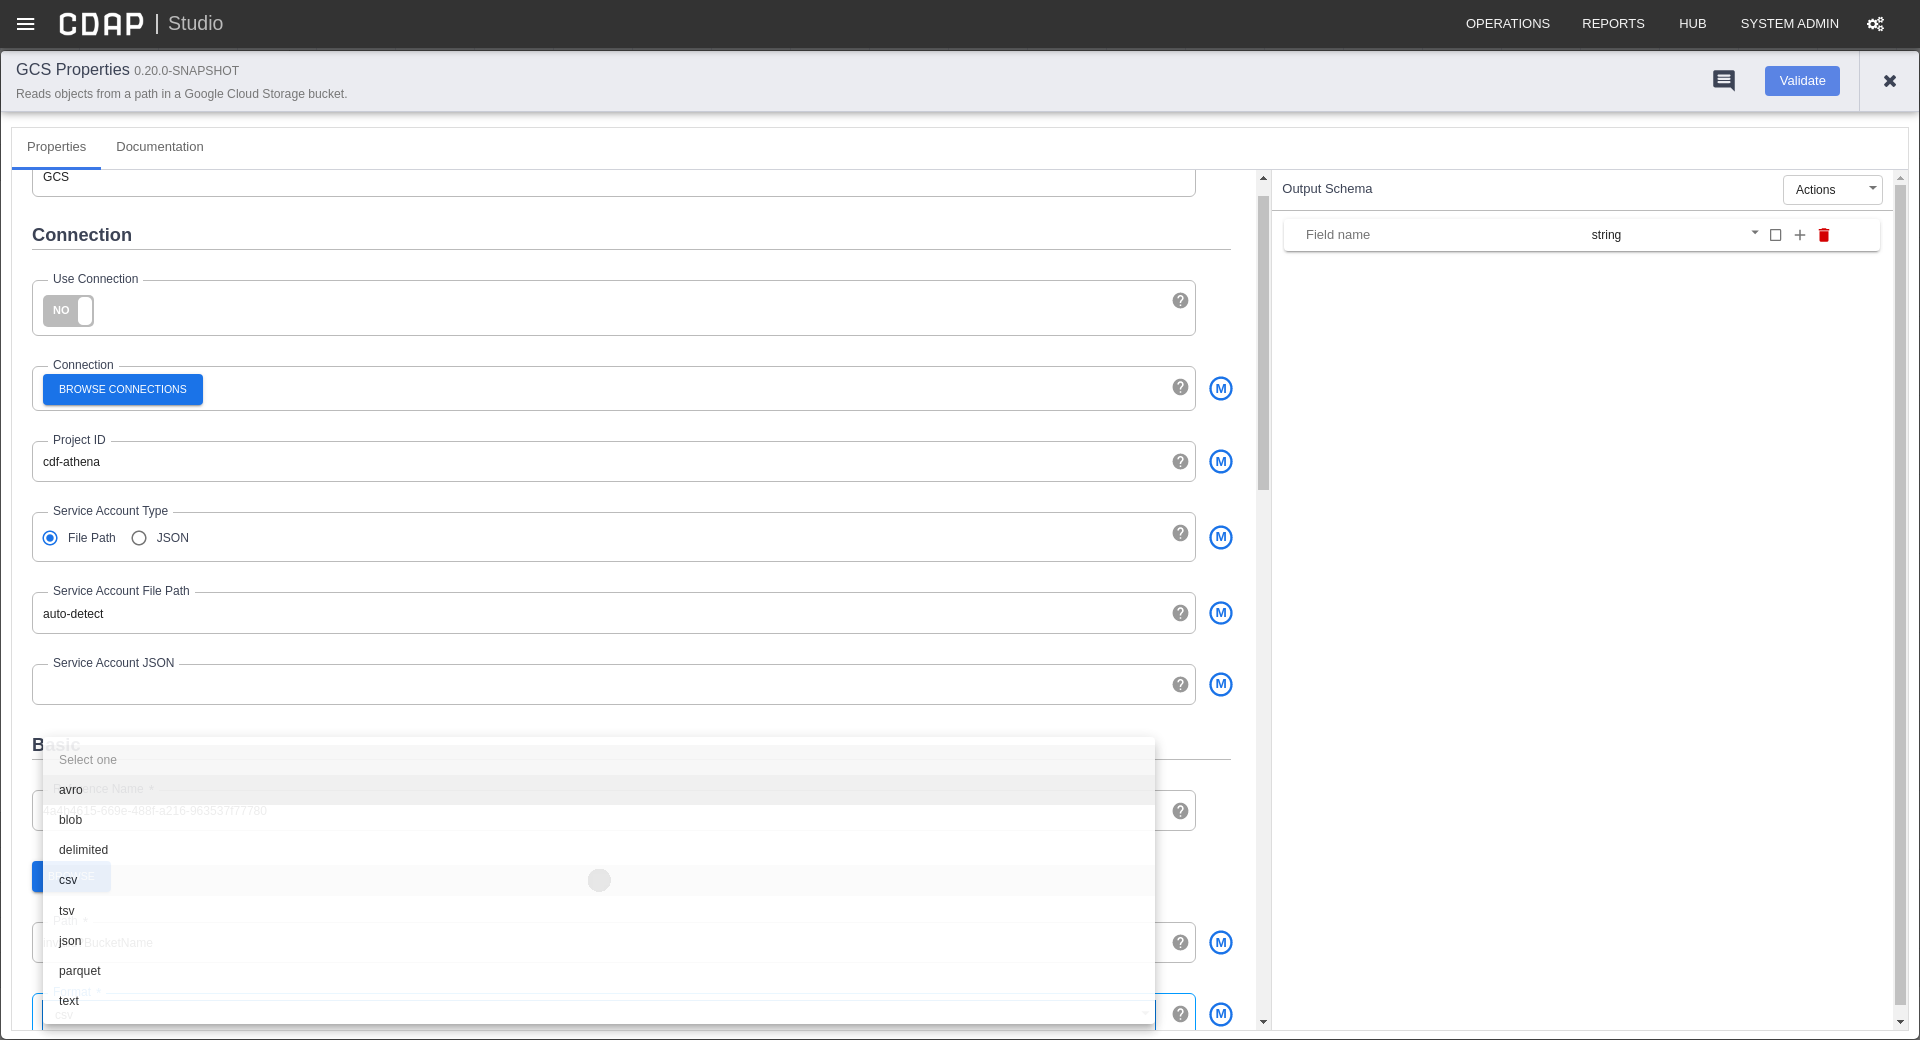 CDAP | Studio
OPERATIONS REPORTS HUB SYSTEM ADMIN
GCS Properties 0.20.0-SNAPSHOT
Reads objects from a path in a Google Cloud Storage bucket.
Validate
Properties Documentation
GCS
Output Schema
Actions
Field name string
Connection
Use Connection
NO
Connection
BROWSE CONNECTIONS
M
Project ID
cdf-athena
M
Service Account Type
File Path JSON
M
Service Account File Path
auto-detect
M
Service Account JSON
M
Basic
Select one
avro
blob
delimited
csv
tsv
json
M
parquet
text
csv
M